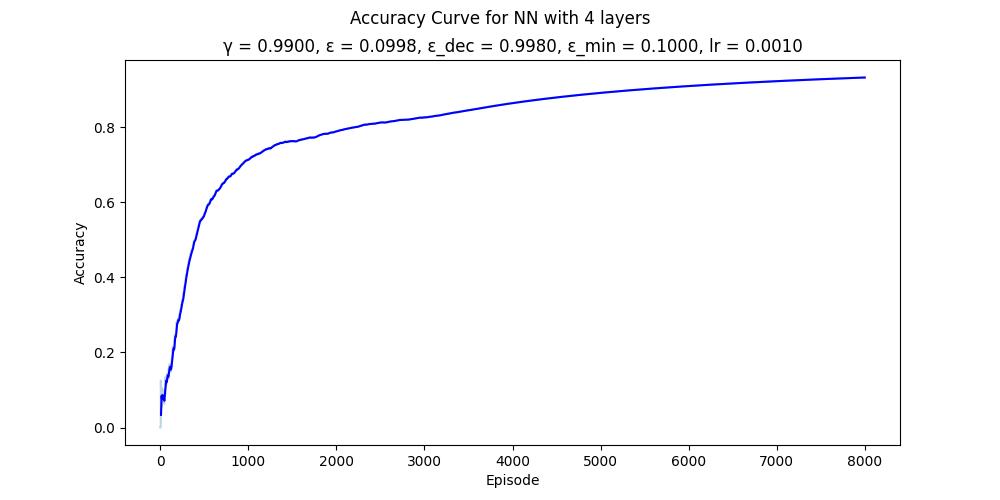 Accuracy Curve for NN with 4 layers
γ = 0.9900, ε = 0.0998, ε_dec = 0.9980, ε_min = 0.1000, lr = 0.0010
0.8
0.6
0.4
0.2
0.0
Accuracy
0 1000 2000 3000 4000 5000 6000 7000 8000
Episode